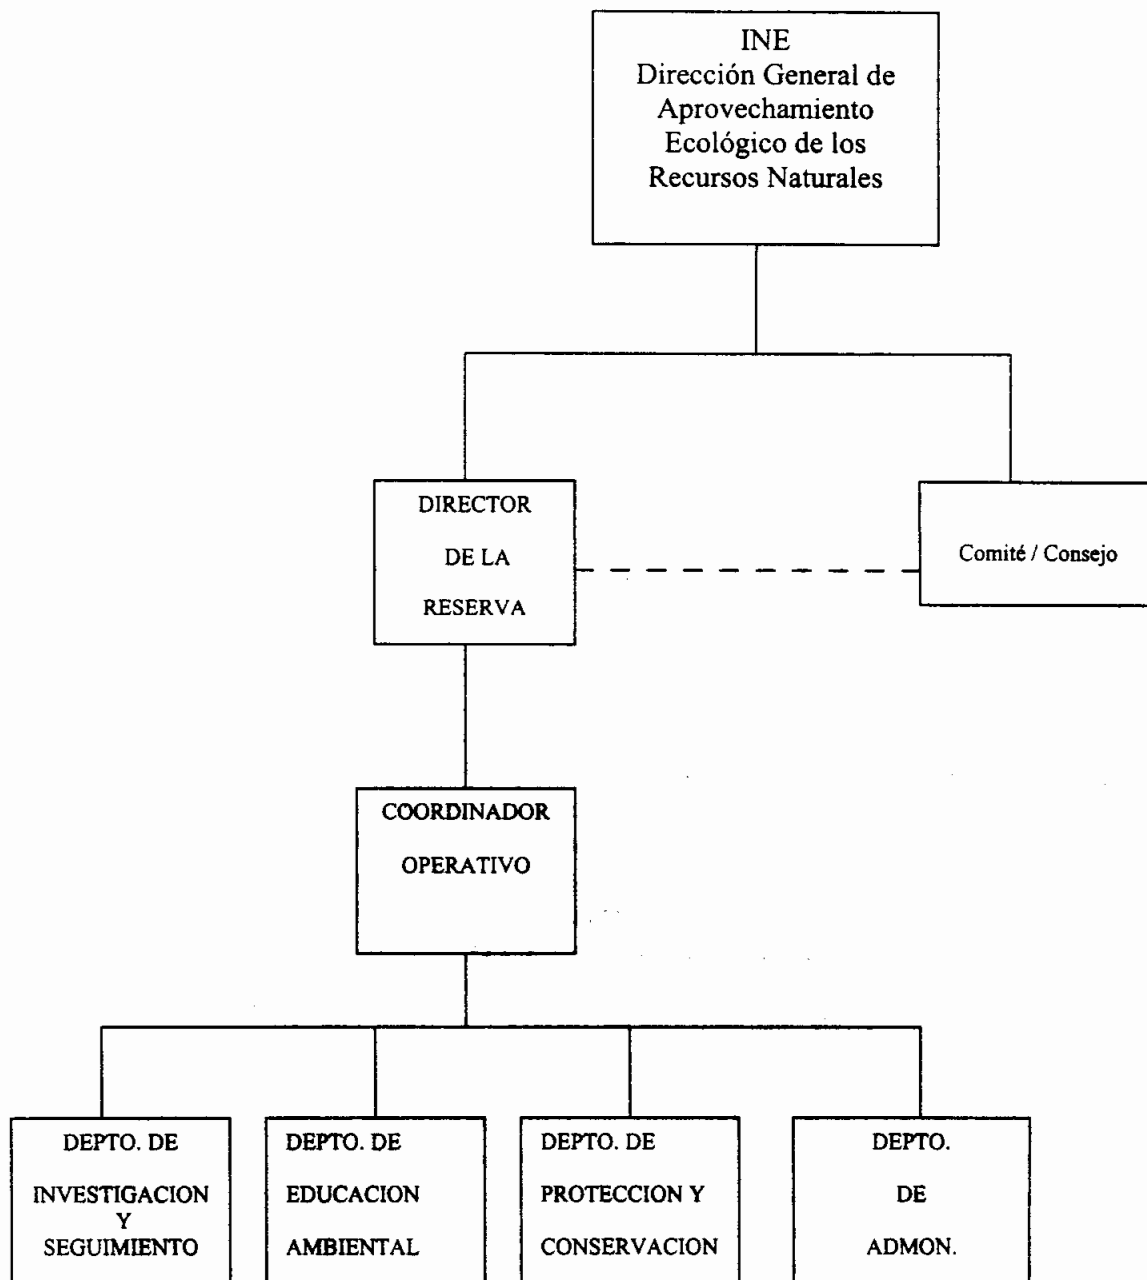 INE
Dirección General de
Aprovechamiento
Ecológico de los
Recursos Naturales
DIRECTOR
DE LA
RESERVA
Comité / Consejo
COORDINADOR
OPERATIVO
DEPTO. DE
INVESTIGACION
Y
SEGUIMIENTO
DEPTO. DE
EDUCACION
AMBIENTAL
DEPTO. DE
PROTECCION Y
CONSERVACION
DEPTO.
DE
ADMON.